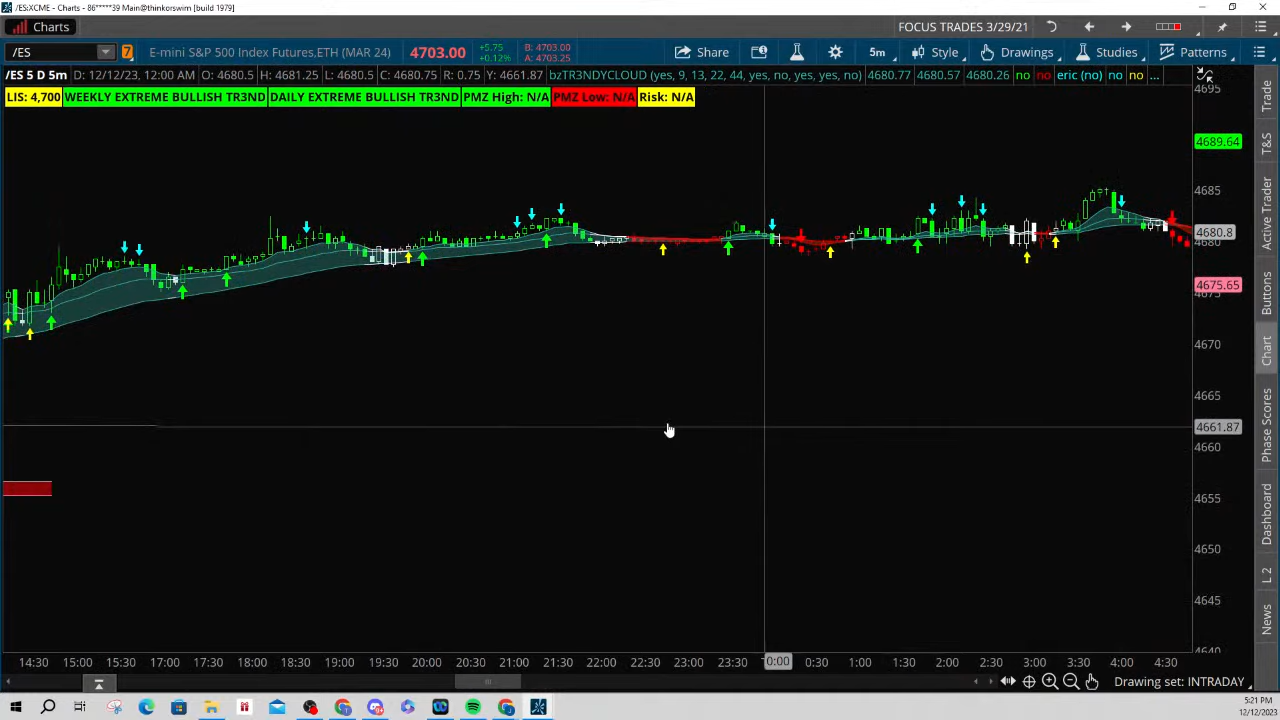 /ES:XCME - Charts - 86*****39 Main@thinkorswim [build 1979]
Charts
FOCUS TRADES 3/29/21
/ES
7
E-mini S&P 500 Index Futures,ETH (MAR 24)
4703.00
+5.75
+0.12%
B: 4703.00
A: 4703.25
Share
5m
Style
Drawings
Studies
Patterns
/ES 5 D 5m
D: 12/12/23, 12:00 AM
O: 4680.5
H: 4681.25
L: 4680.5
C: 4680.75
R: 0.75
Y: 4661.87
bzTR3NDYCLOUD (yes, 9, 13, 22, 44, yes, no, yes, yes, no)
4680.77
4680.57
4680.26
no
no
eric (no)
no
no
...
LIS: 4,700
WEEKLY EXTREME BULLISH TR3ND
DAILY EXTREME BULLISH TR3ND
PMZ High: N/A
PMZ Low: N/A
Risk: N/A
4695
4689.64
4685
4680.8
4680
4675.65
4670
4665
4661.87
4660
4655
4650
4645
4640
Trade
T&S
Active Trader
Buttons
Chart
Phase Scores
Dashboard
L 2
News
14:30 15:00 15:30 17:00 17:30 18:00 18:30 19:00 19:30 20:00 20:30 21:00 21:30 22:00 22:30 23:00 23:30 0:00 0:30 1:00 1:30 2:00 2:30 3:00 3:30 4:00 4:30
Drawing set: INTRADAY
5:21 PM
12/12/2023